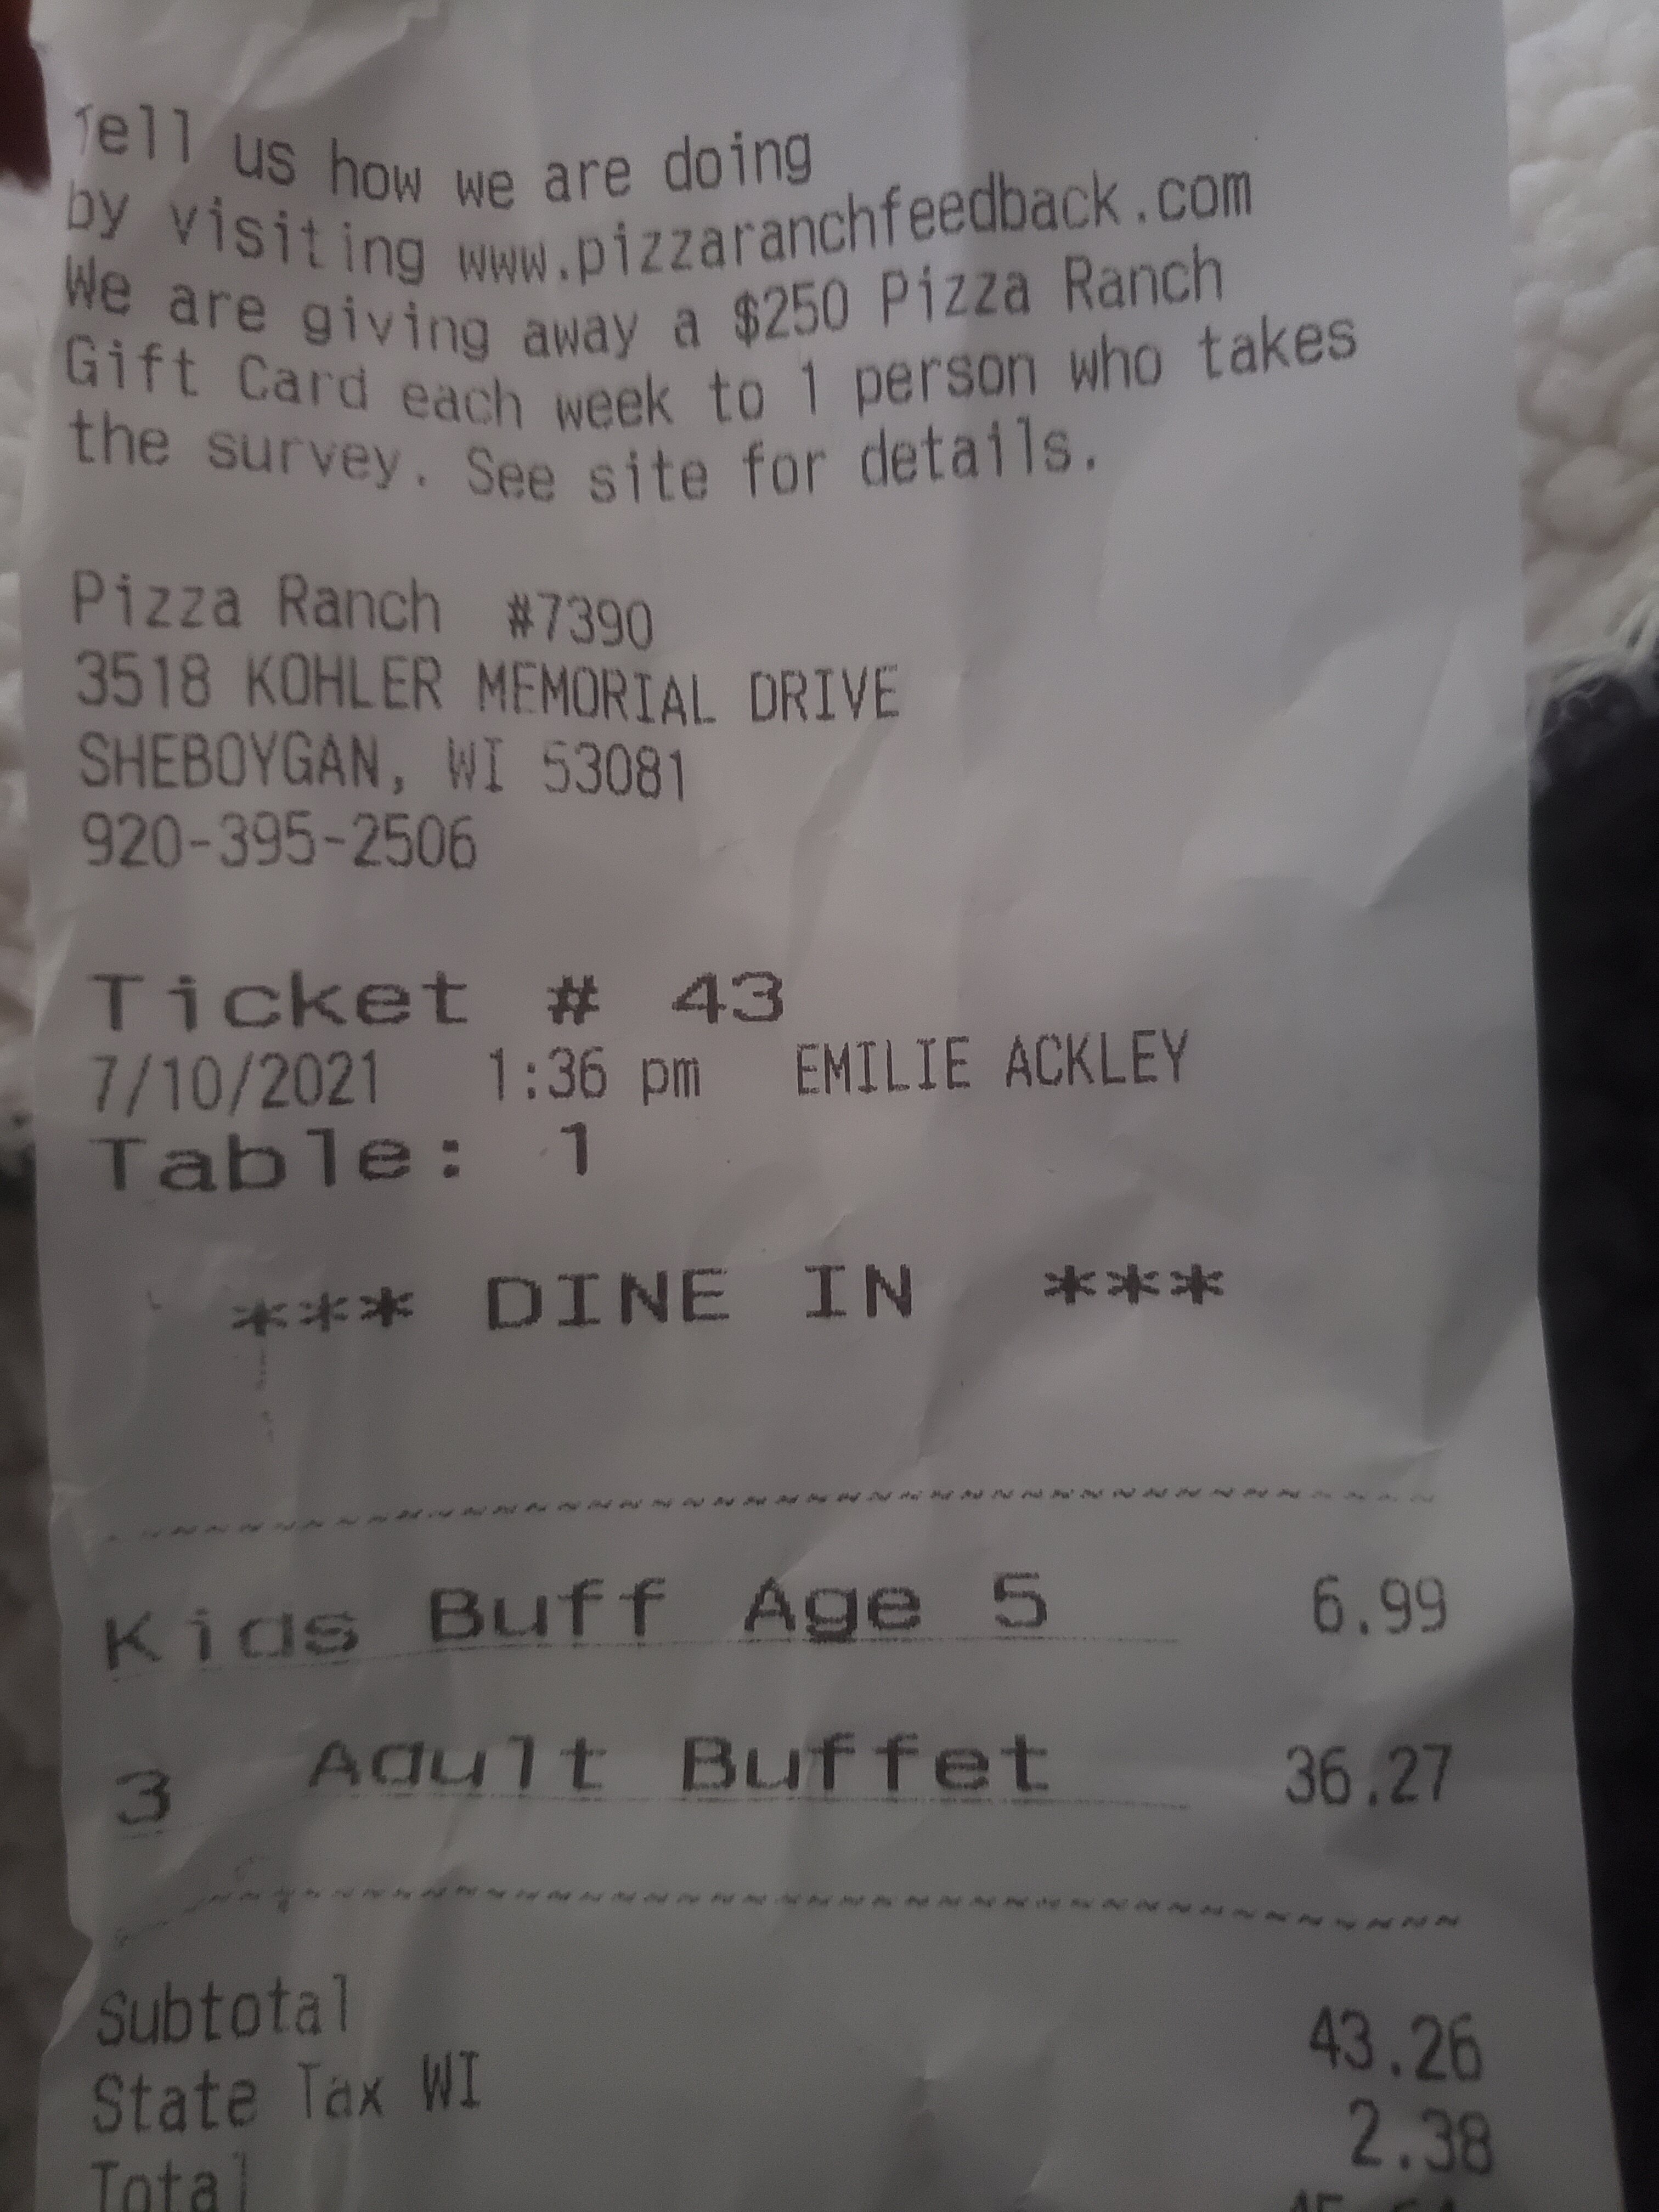 Tell us how we are doing
by visiting www.pizzaranchfeedback.com
We are giving away a $250 Pizza Ranch
Gift Card each week to 1 person who takes
the survey. See site for details.
Pizza Ranch #7390
3518 KOHLER MEMORIAL DRIVE
SHEBOYGAN, WI 53081
920-395-2506
Ticket # 43
7/10/2021 1:36 pm EMILIE ACKLEY
Table: 1
*** DINE IN ***
Kids Buff Age 5 6.99
3 Adult Buffet 36.27
Subtotal 43.26
State Tax WI 2.38
Total